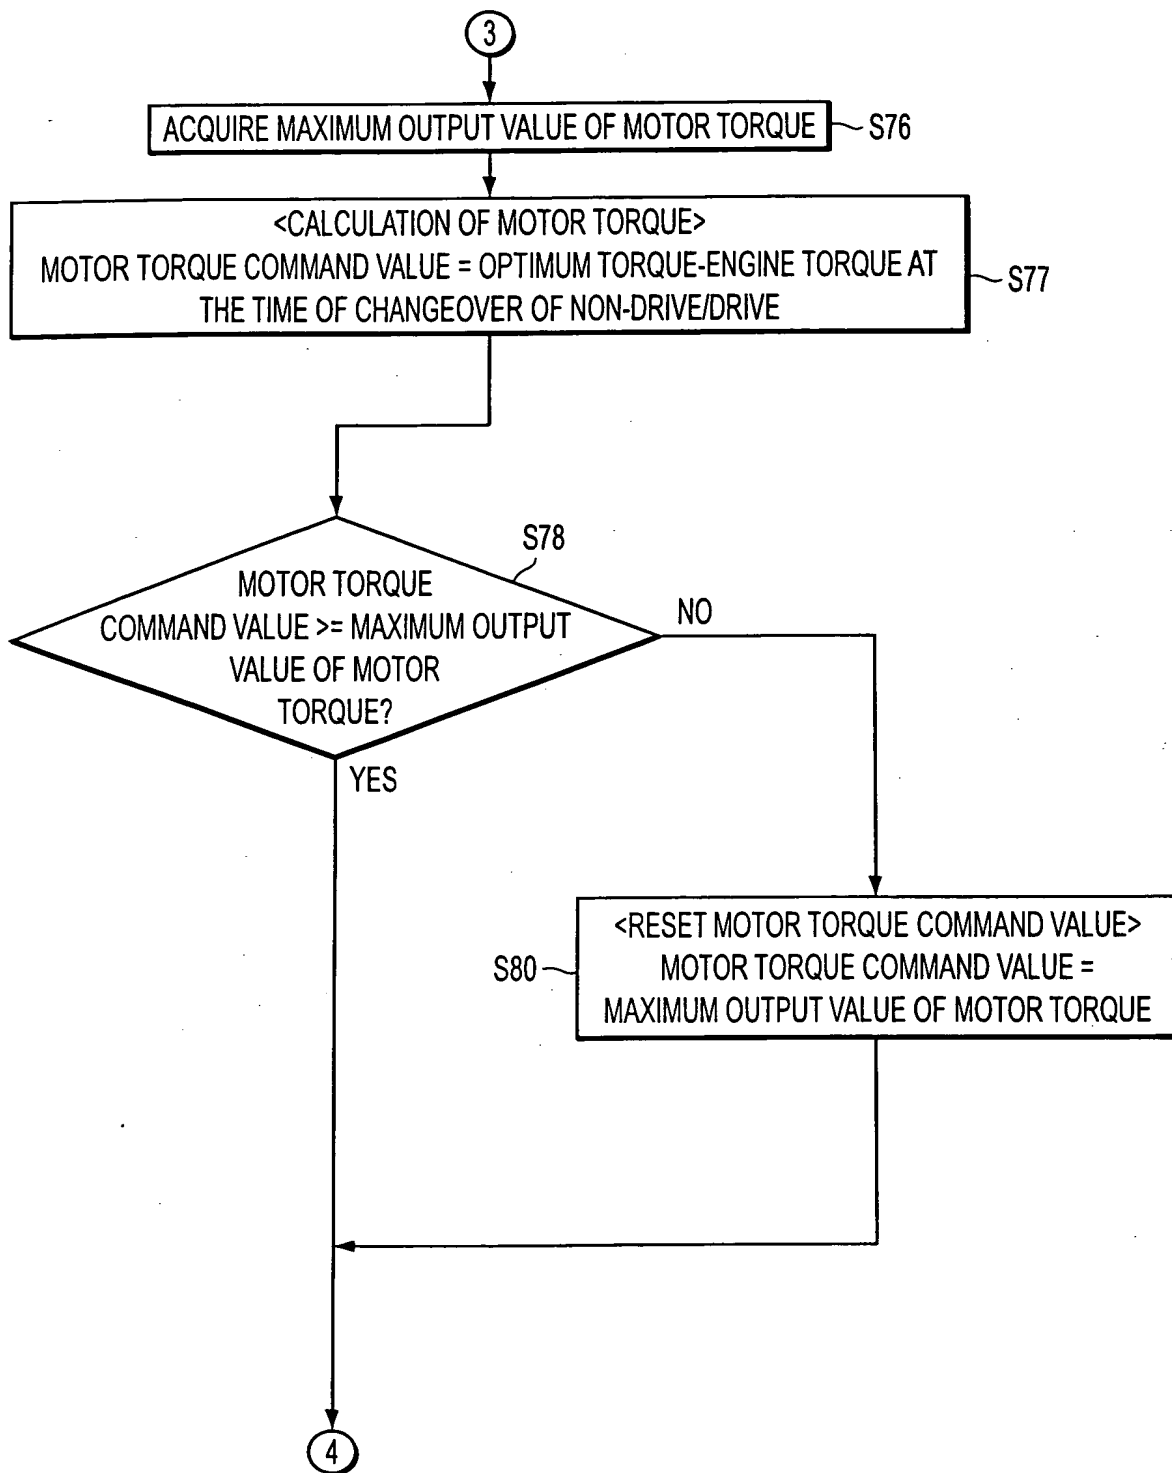 3
ACQUIRE MAXIMUM OUTPUT VALUE OF MOTOR TORQUE
S76
<CALCULATION OF MOTOR TORQUE>
MOTOR TORQUE COMMAND VALUE = OPTIMUM TORQUE-ENGINE TORQUE AT
THE TIME OF CHANGEOVER OF NON-DRIVE/DRIVE
S77
S78
MOTOR TORQUE
COMMAND VALUE >= MAXIMUM OUTPUT
VALUE OF MOTOR
TORQUE?
NO
YES
<RESET MOTOR TORQUE COMMAND VALUE>
MOTOR TORQUE COMMAND VALUE =
MAXIMUM OUTPUT VALUE OF MOTOR TORQUE
S80
4